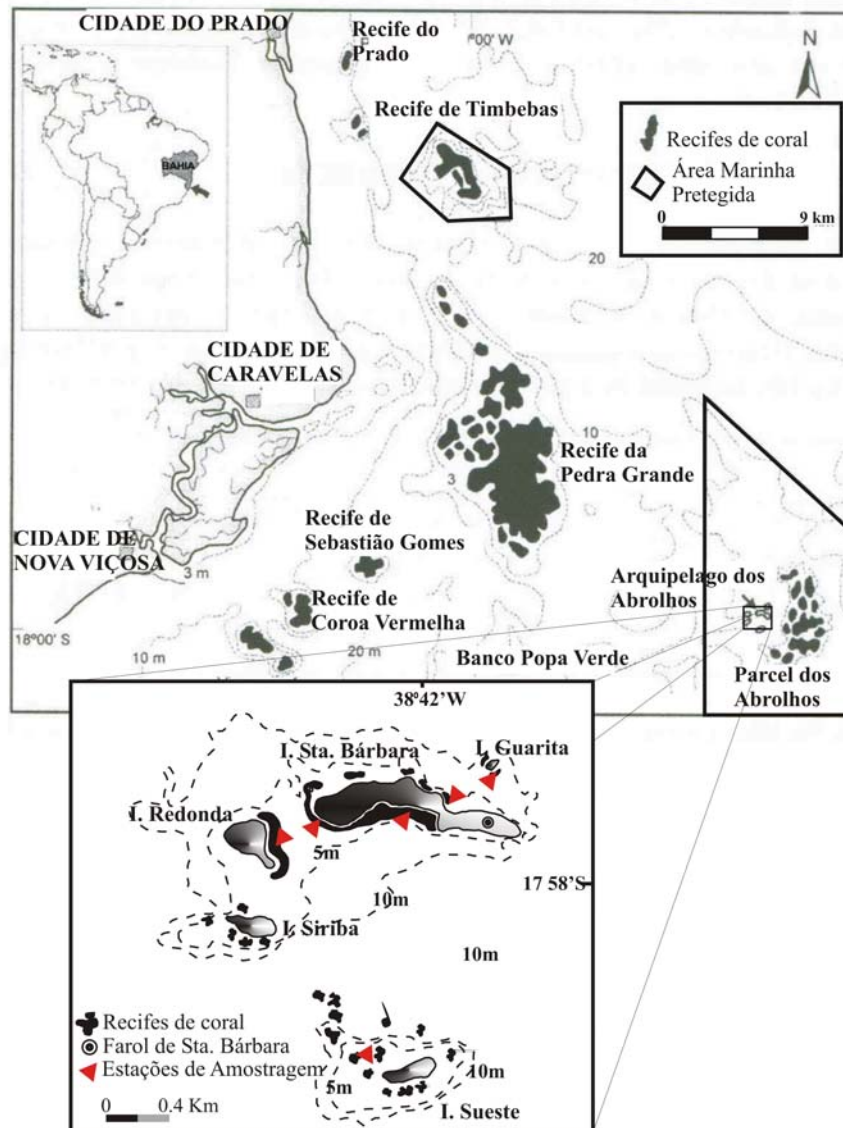 CIDADE DO PRADO
Recife do
Prado
°00' W
N
Recife de Timbebas
Recifes de coral
Área Marinha
Pretegida
0 9 km
BAHIA
20
CIDADE DE
CARAVELAS
10
Recife da
Pedra Grande
3
Recife de
Sebastião Gomes
CIDADE DE
NOVA VIÇOSA
3 m
Arquipelago dos
Abrolhos
Recife de
Coroa Vermelha
18º00' S
10 m
20 m
Banco Popa Verde
Parcel dos
Abrolhos
38º42'W
I. Sta. Bárbara
I. Guarita
I. Redonda
5m
17 58'S
10m
I. Siriba
10m
Recifes de coral
Farol de Sta. Bárbara
Estações de Amostragem
5m
10m
0 0.4 Km
I. Sueste